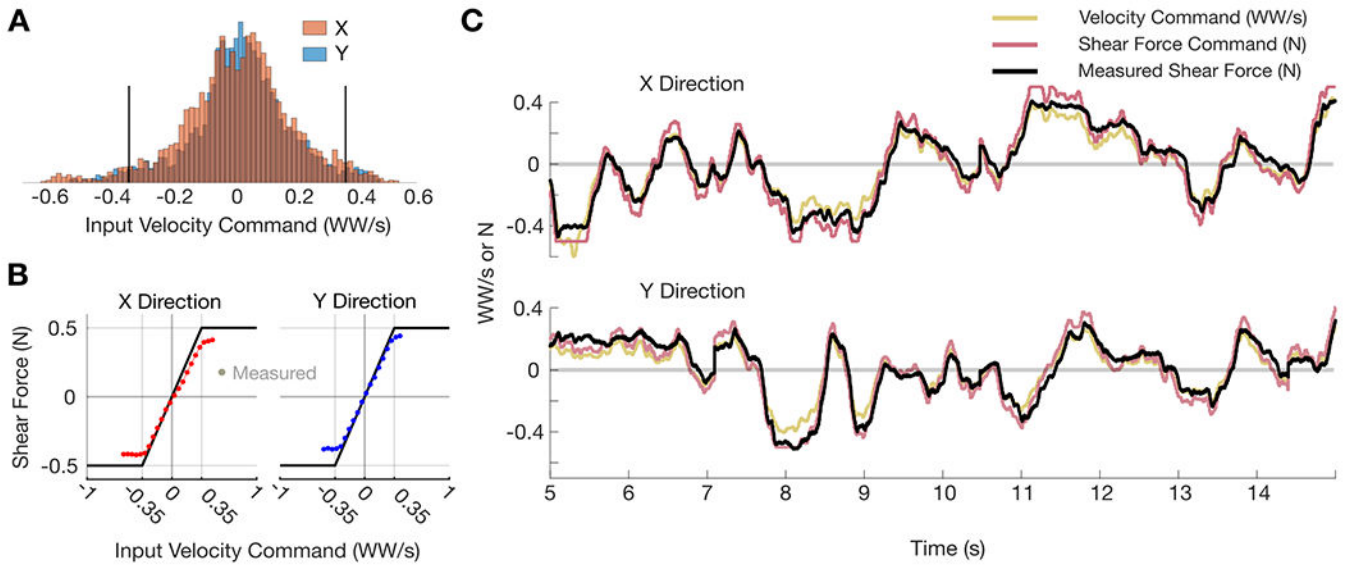 A
X
Y
-0.6
-0.4
-0.2
0
0.2
0.4
0.6
Input Velocity Command (WW/s)
B
X Direction
Y Direction
Shear Force (N)
0.5
0
-0.5
Measured
-1
-0.35
0
0.35
1
-1
-0.35
0
0.35
1
Input Velocity Command (WW/s)
C
Velocity Command (WW/s)
Shear Force Command (N)
Measured Shear Force (N)
X Direction
0.4
0
-0.4
WW/s or N
Y Direction
0.4
0
-0.4
5
6
7
8
9
10
11
12
13
14
Time (s)